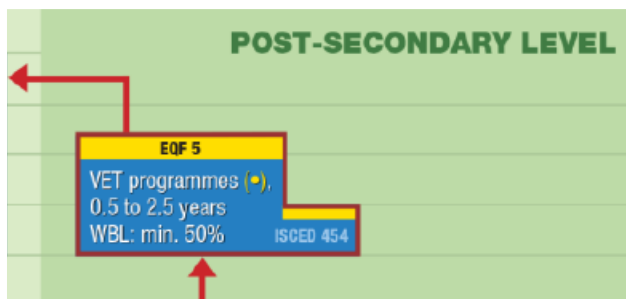 POST-SECONDARY LEVEL
EQF 5
VET programmes (•),
0.5 to 2.5 years
WBL: min. 50% ISCED 454